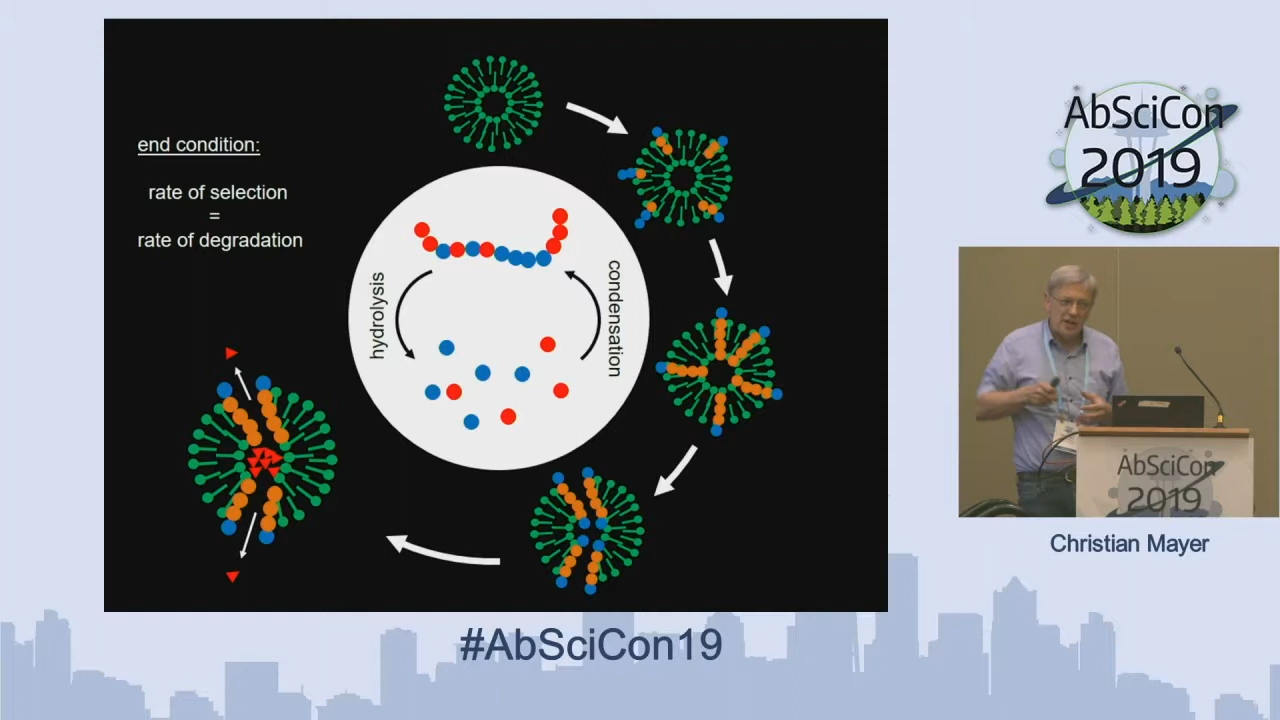 end condition:
rate of selection
=
rate of degradation
hydrolysis
condensation
AbSciCon
2019
AbSciCon
2019
Christian Mayer
#AbSciCon19